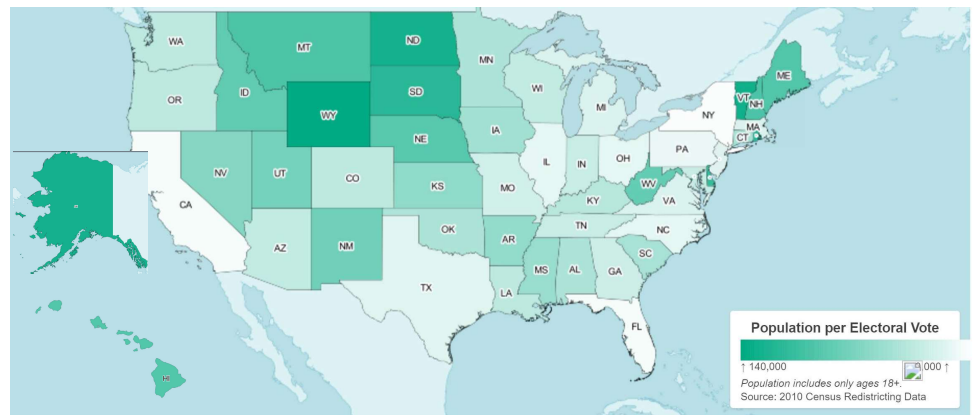 WA
MT
ND
MN
ME
OR
ID
SD
WI
VT
NH
WY
MI
NY
MA
CT
NE
IA
PA
NV
UT
CO
KS
MO
IL
IN
OH
WV
VA
KY
CA
AZ
NM
OK
AR
TN
NC
SC
MS
AL
GA
TX
LA
FL
HI
Population per Electoral Vote
↑ 140,000 000 ↑
Population includes only ages 18+.
Source: 2010 Census Redistricting Data